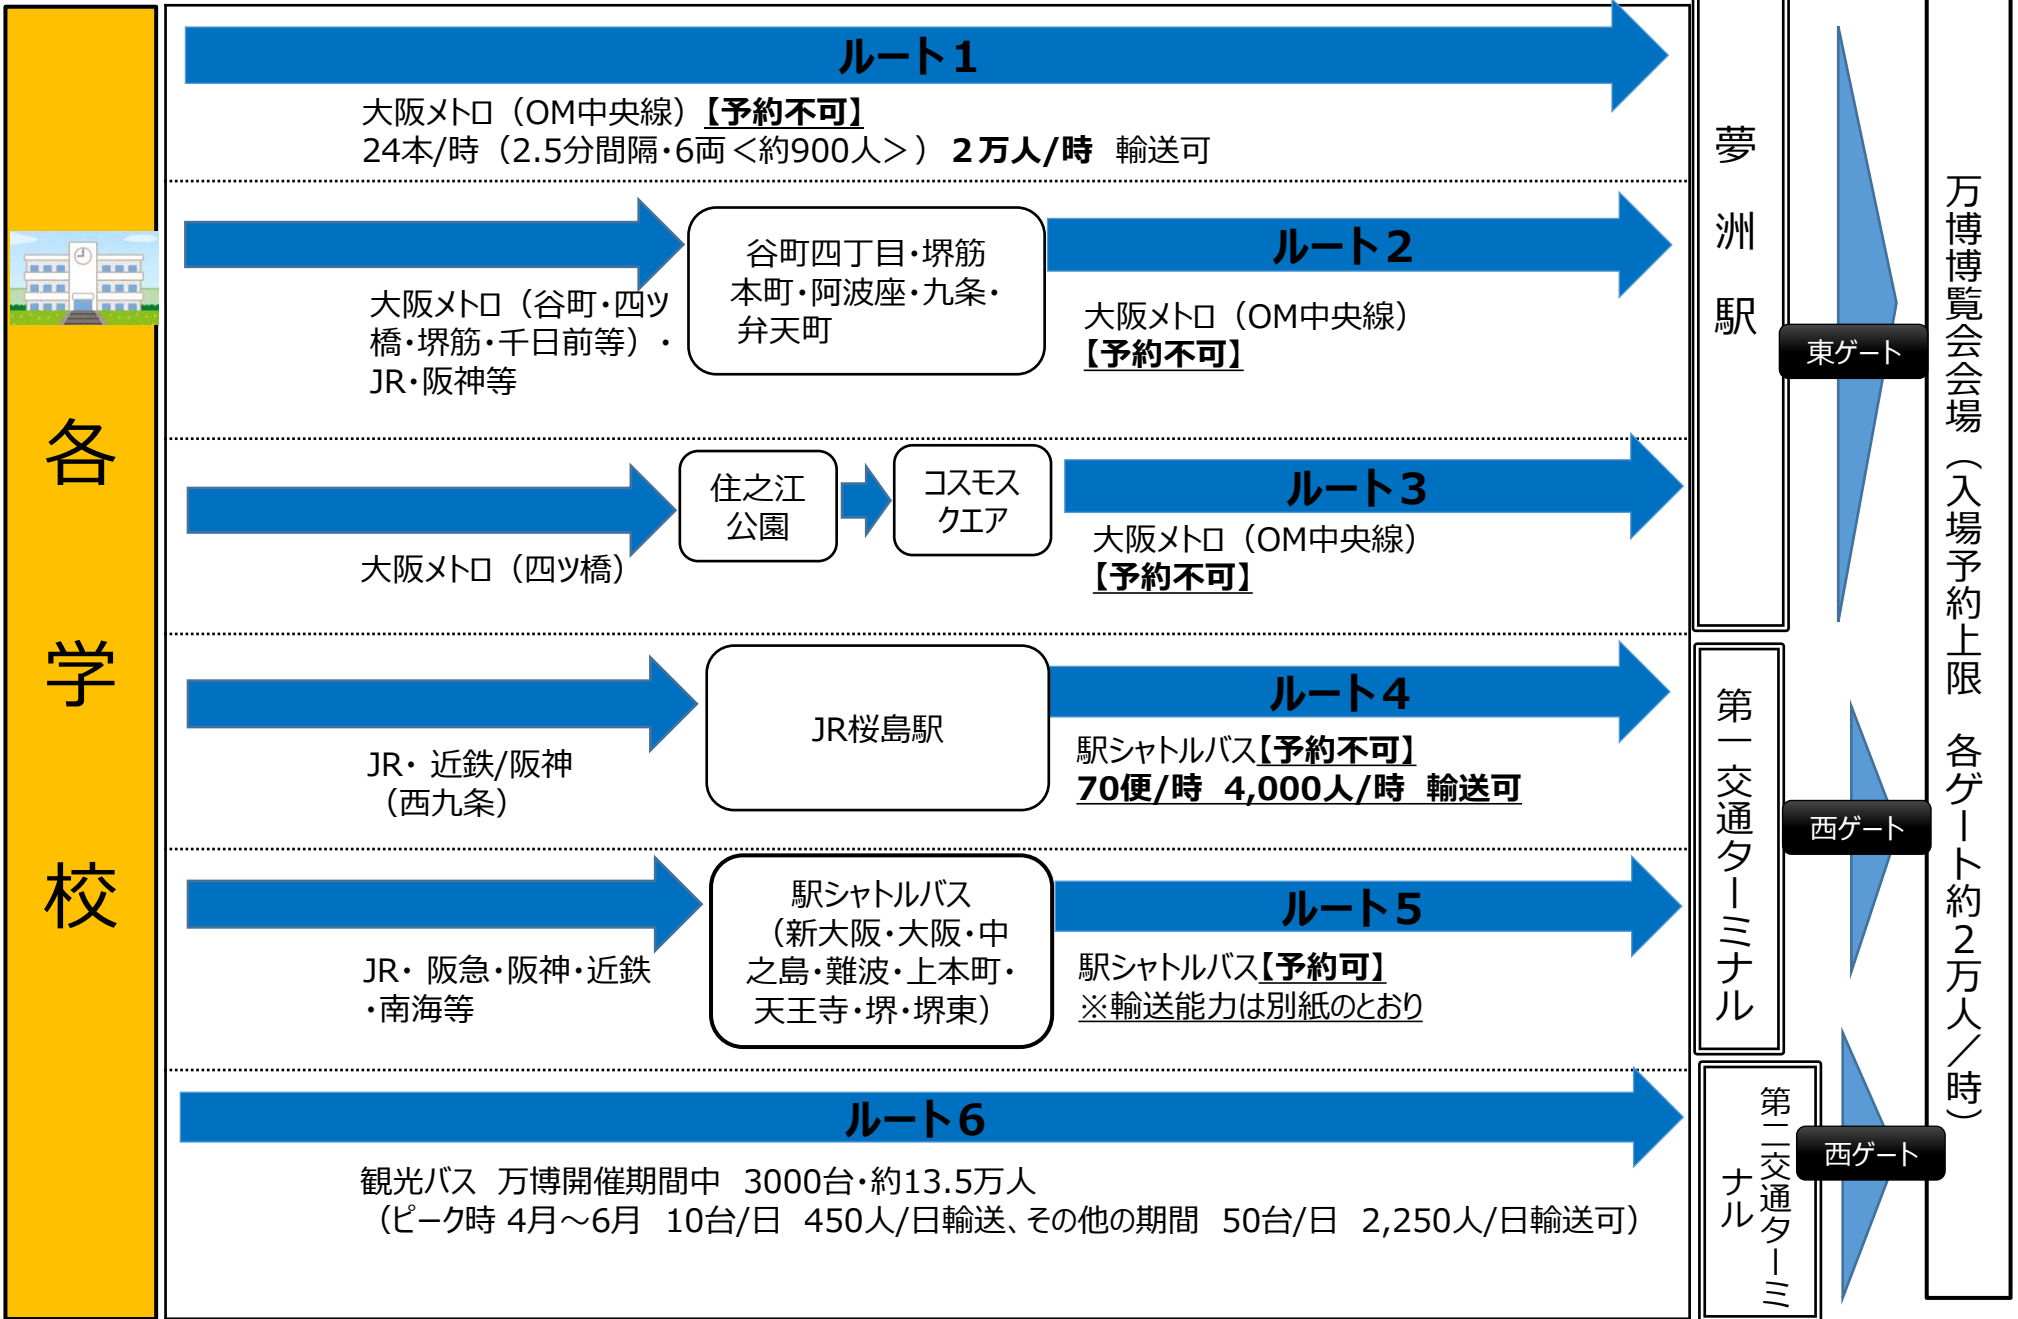 各学校
ルート1
大阪メトロ（OM中央線）【予約不可】
24本/時（2.5分間隔・6両＜約900人＞）２万人/時　輸送可
大阪メトロ（谷町・四ツ
橋・堺筋・千日前等）・
JR・阪神等
谷町四丁目・堺筋
本町・阿波座・九条・
弁天町
ルート2
大阪メトロ（OM中央線）
【予約不可】
大阪メトロ（四ツ橋）
住之江
公園
コスモス
クエア
ルート3
大阪メトロ（OM中央線）
【予約不可】
JR・ 近鉄/阪神
（西九条）
JR桜島駅
ルート4
駅シャトルバス【予約不可】
70便/時　4,000人/時　輸送可
JR・ 阪急・阪神・近鉄
・南海等
駅シャトルバス
（新大阪・大阪・中
之島・難波・上本町・
天王寺・堺・堺東）
ルート5
駅シャトルバス【予約可】
※輸送能力は別紙のとおり
ルート6
観光バス　万博開催期間中　3000台・約13.5万人
（ピーク時 4月～6月　10台/日　450人/日輸送、その他の期間　50台/日　2,250人/日輸送可）
夢洲駅
第一交通ターミナル
第二交通ターミ
ナル
東ゲート
西ゲート
西ゲート
万博博覧会会場（入場予約上限　各ゲート約２万人／時）